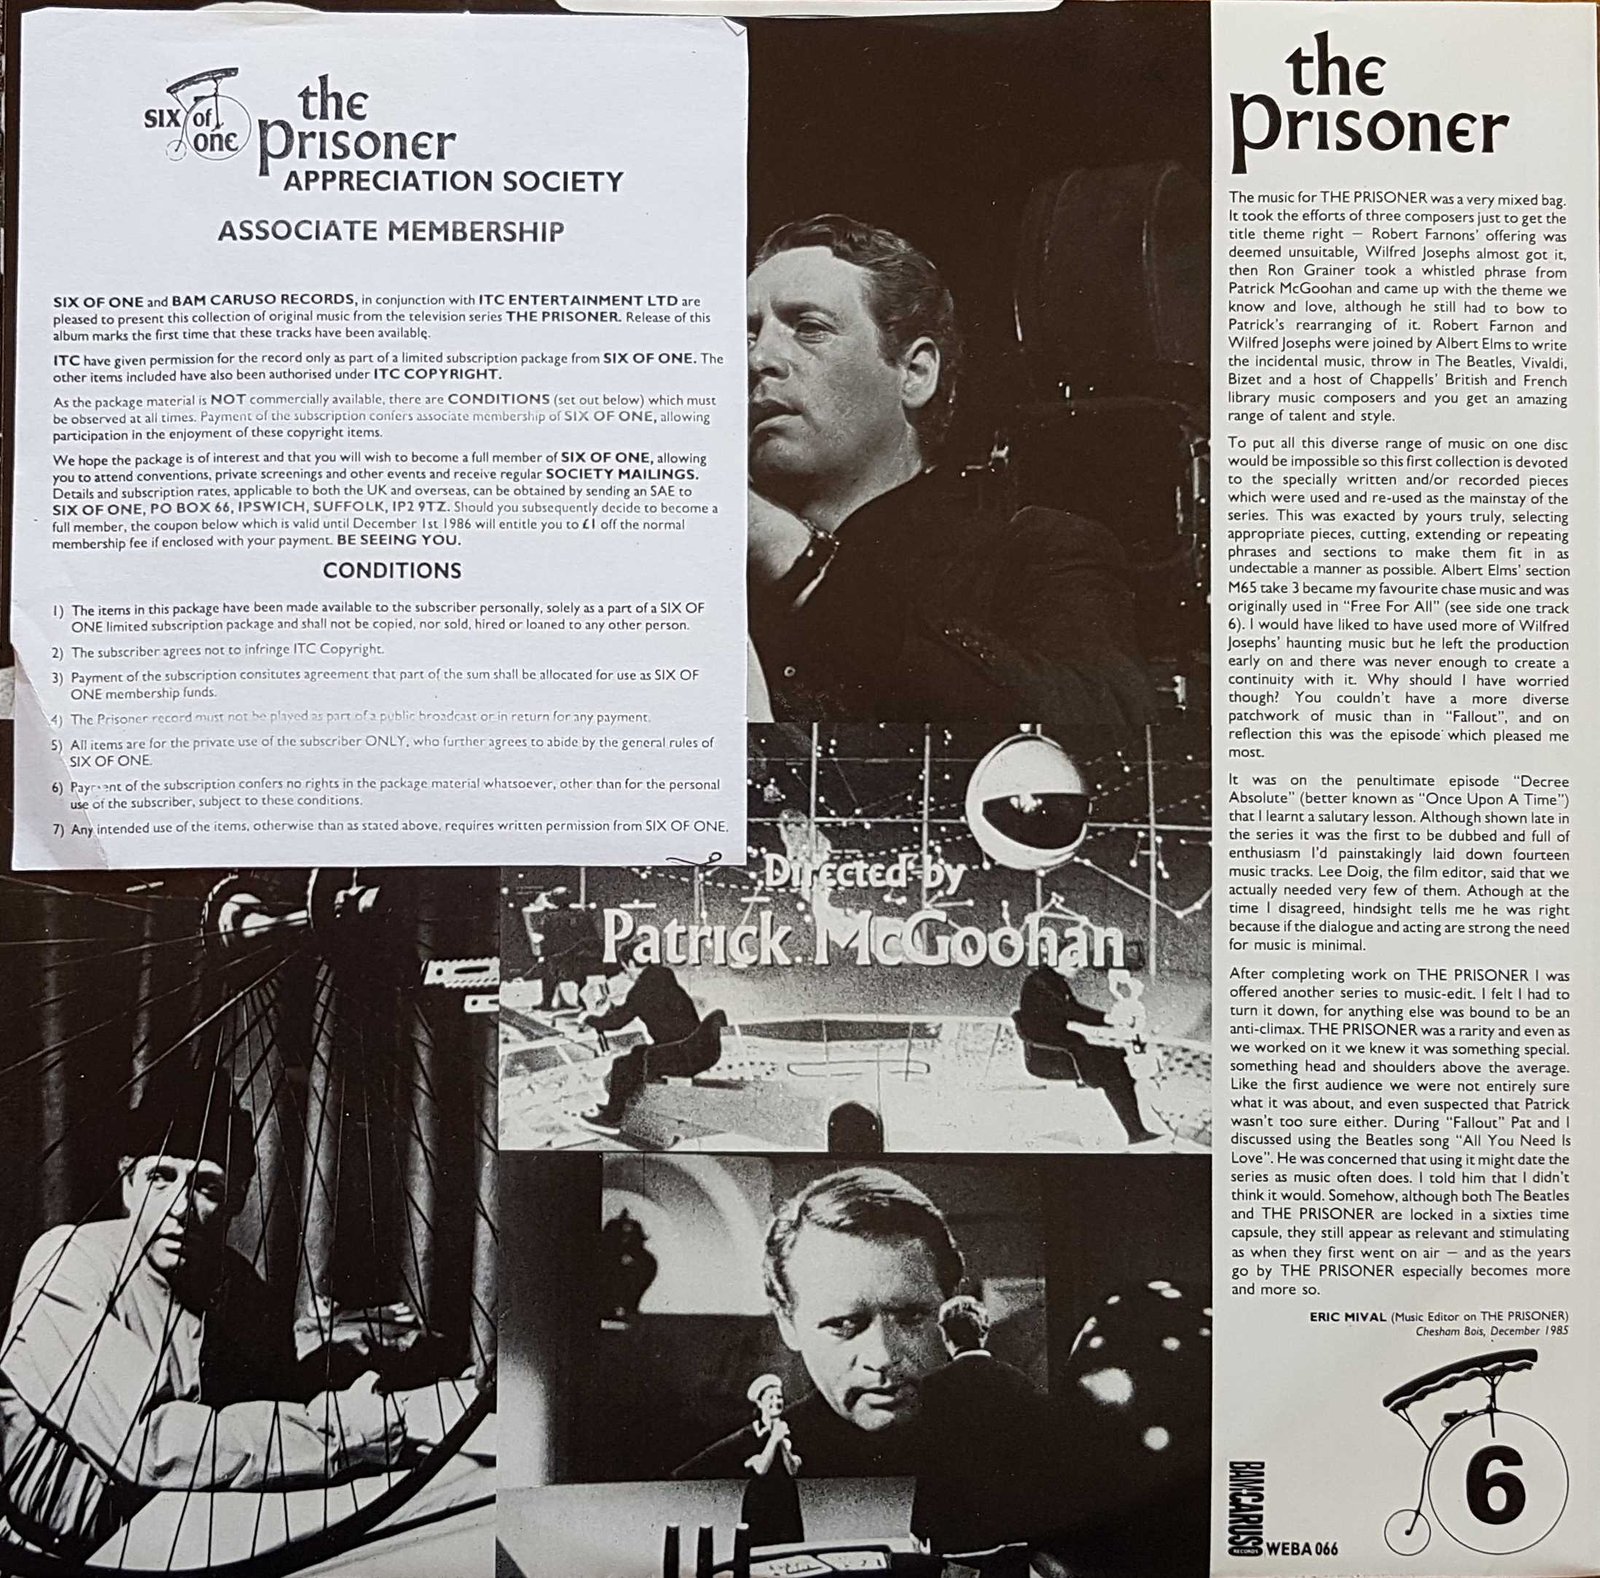 SIX of one
the
Prisoner
APPRECIATION SOCIETY
ASSOCIATE MEMBERSHIP
SIX OF ONE and BAM CARUSO RECORDS, in conjunction with ITC ENTERTAINMENT LTD are
pleased to present this collection of original music from the television series THE PRISONER. Release of this
album marks the first time that these tracks have been available.
ITC have given permission for the record only as part of a limited subscription package from SIX OF ONE. The
other items included have also been authorised under ITC COPYRIGHT.
As the package material is NOT commercially available, there are CONDITIONS (set out below) which must
be observed at all times. Payment of the subscription confers associate membership of SIX OF ONE, allowing
participation in the enjoyment of these copyright items.
We hope the package is of interest and that you will wish to become a full member of SIX OF ONE, allowing
you to attend conventions, private screenings and other events and receive regular SOCIETY MAILINGS.
Details and subscription rates, applicable to both the UK and overseas, can be obtained by sending an SAE to
SIX OF ONE, PO BOX 66, IPSWICH, SUFFOLK, IP2 9TZ. Should you subsequently decide to become a
full member, the coupon below which is valid until December 1st 1986 will entitle you to £1 off the normal
membership fee if enclosed with your payment. BE SEEING YOU.
CONDITIONS
1) The items in this package have been made available to the subscriber personally, solely as a part of a SIX OF
ONE limited subscription package and shall not be copied, nor sold, hired or loaned to any other person.
2) The subscriber agrees not to infringe ITC Copyright.
3) Payment of the subscription consitutes agreement that part of the sum shall be allocated for use as SIX OF
ONE membership funds.
4) The Prisoner record must not be played as part of a public broadcast or in return for any payment.
5) All items are for the private use of the subscriber ONLY, who further agrees to abide by the general rules of
SIX OF ONE.
6) Payment of the subscription confers no rights in the package material whatsoever, other than for the personal
use of the subscriber, subject to these conditions.
7) Any intended use of the items, otherwise than as stated above, requires written permission from SIX OF ONE.
Directed by
Patrick McGoohan
the
Prisoner
The music for THE PRISONER was a very mixed bag.
It took the efforts of three composers just to get the
title theme right — Robert Farnons' offering was
deemed unsuitable, Wilfred Josephs almost got it,
then Ron Grainer took a whistled phrase from
Patrick McGoohan and came up with the theme we
know and love, although he still had to bow to
Patrick's rearranging of it. Robert Farnon and
Wilfred Josephs were joined by Albert Elms to write
the incidental music, throw in The Beatles, Vivaldi,
Bizet and a host of Chappells' British and French
library music composers and you get an amazing
range of talent and style.
To put all this diverse range of music on one disc
would be impossible so this first collection is devoted
to the specially written and/or recorded pieces
which were used and re-used as the mainstay of the
series. This was exacted by yours truly, selecting
appropriate pieces, cutting, extending or repeating
phrases and sections to make them fit in as
undectable a manner as possible. Albert Elms' section
M65 take 3 became my favourite chase music and was
originally used in "Free For All" (see side one track
6). I would have liked to have used more of Wilfred
Josephs' haunting music but he left the production
early on and there was never enough to create a
continuity with it. Why should I have worried
though? You couldn't have a more diverse
patchwork of music than in "Fallout", and on
reflection this was the episode which pleased me
most.
It was on the penultimate episode "Decree
Absolute" (better known as "Once Upon A Time")
that I learnt a salutary lesson. Although shown late in
the series it was the first to be dubbed and full of
enthusiasm I'd painstakingly laid down fourteen
music tracks. Lee Doig, the film editor, said that we
actually needed very few of them. Athough at the
time I disagreed, hindsight tells me he was right
because if the dialogue and acting are strong the need
for music is minimal.
After completing work on THE PRISONER I was
offered another series to music-edit. I felt I had to
turn it down, for anything else was bound to be an
anti-climax. THE PRISONER was a rarity and even as
we worked on it we knew it was something special.
something head and shoulders above the average.
Like the first audience we were not entirely sure
what it was about, and even suspected that Patrick
wasn't too sure either. During "Fallout" Pat and I
discussed using the Beatles song "All You Need Is
Love". He was concerned that using it might date the
series as music often does. I told him that I didn't
think it would. Somehow, although both The Beatles
and THE PRISONER are locked in a sixties time
capsule, they still appear as relevant and stimulating
as when they first went on air — and as the years
go by THE PRISONER especially becomes more
and more so.
ERIC MIVAL (Music Editor on THE PRISONER)
Chesham Bois, December 1985
6
BAM CARUSO
RECORDS
WEBA 066